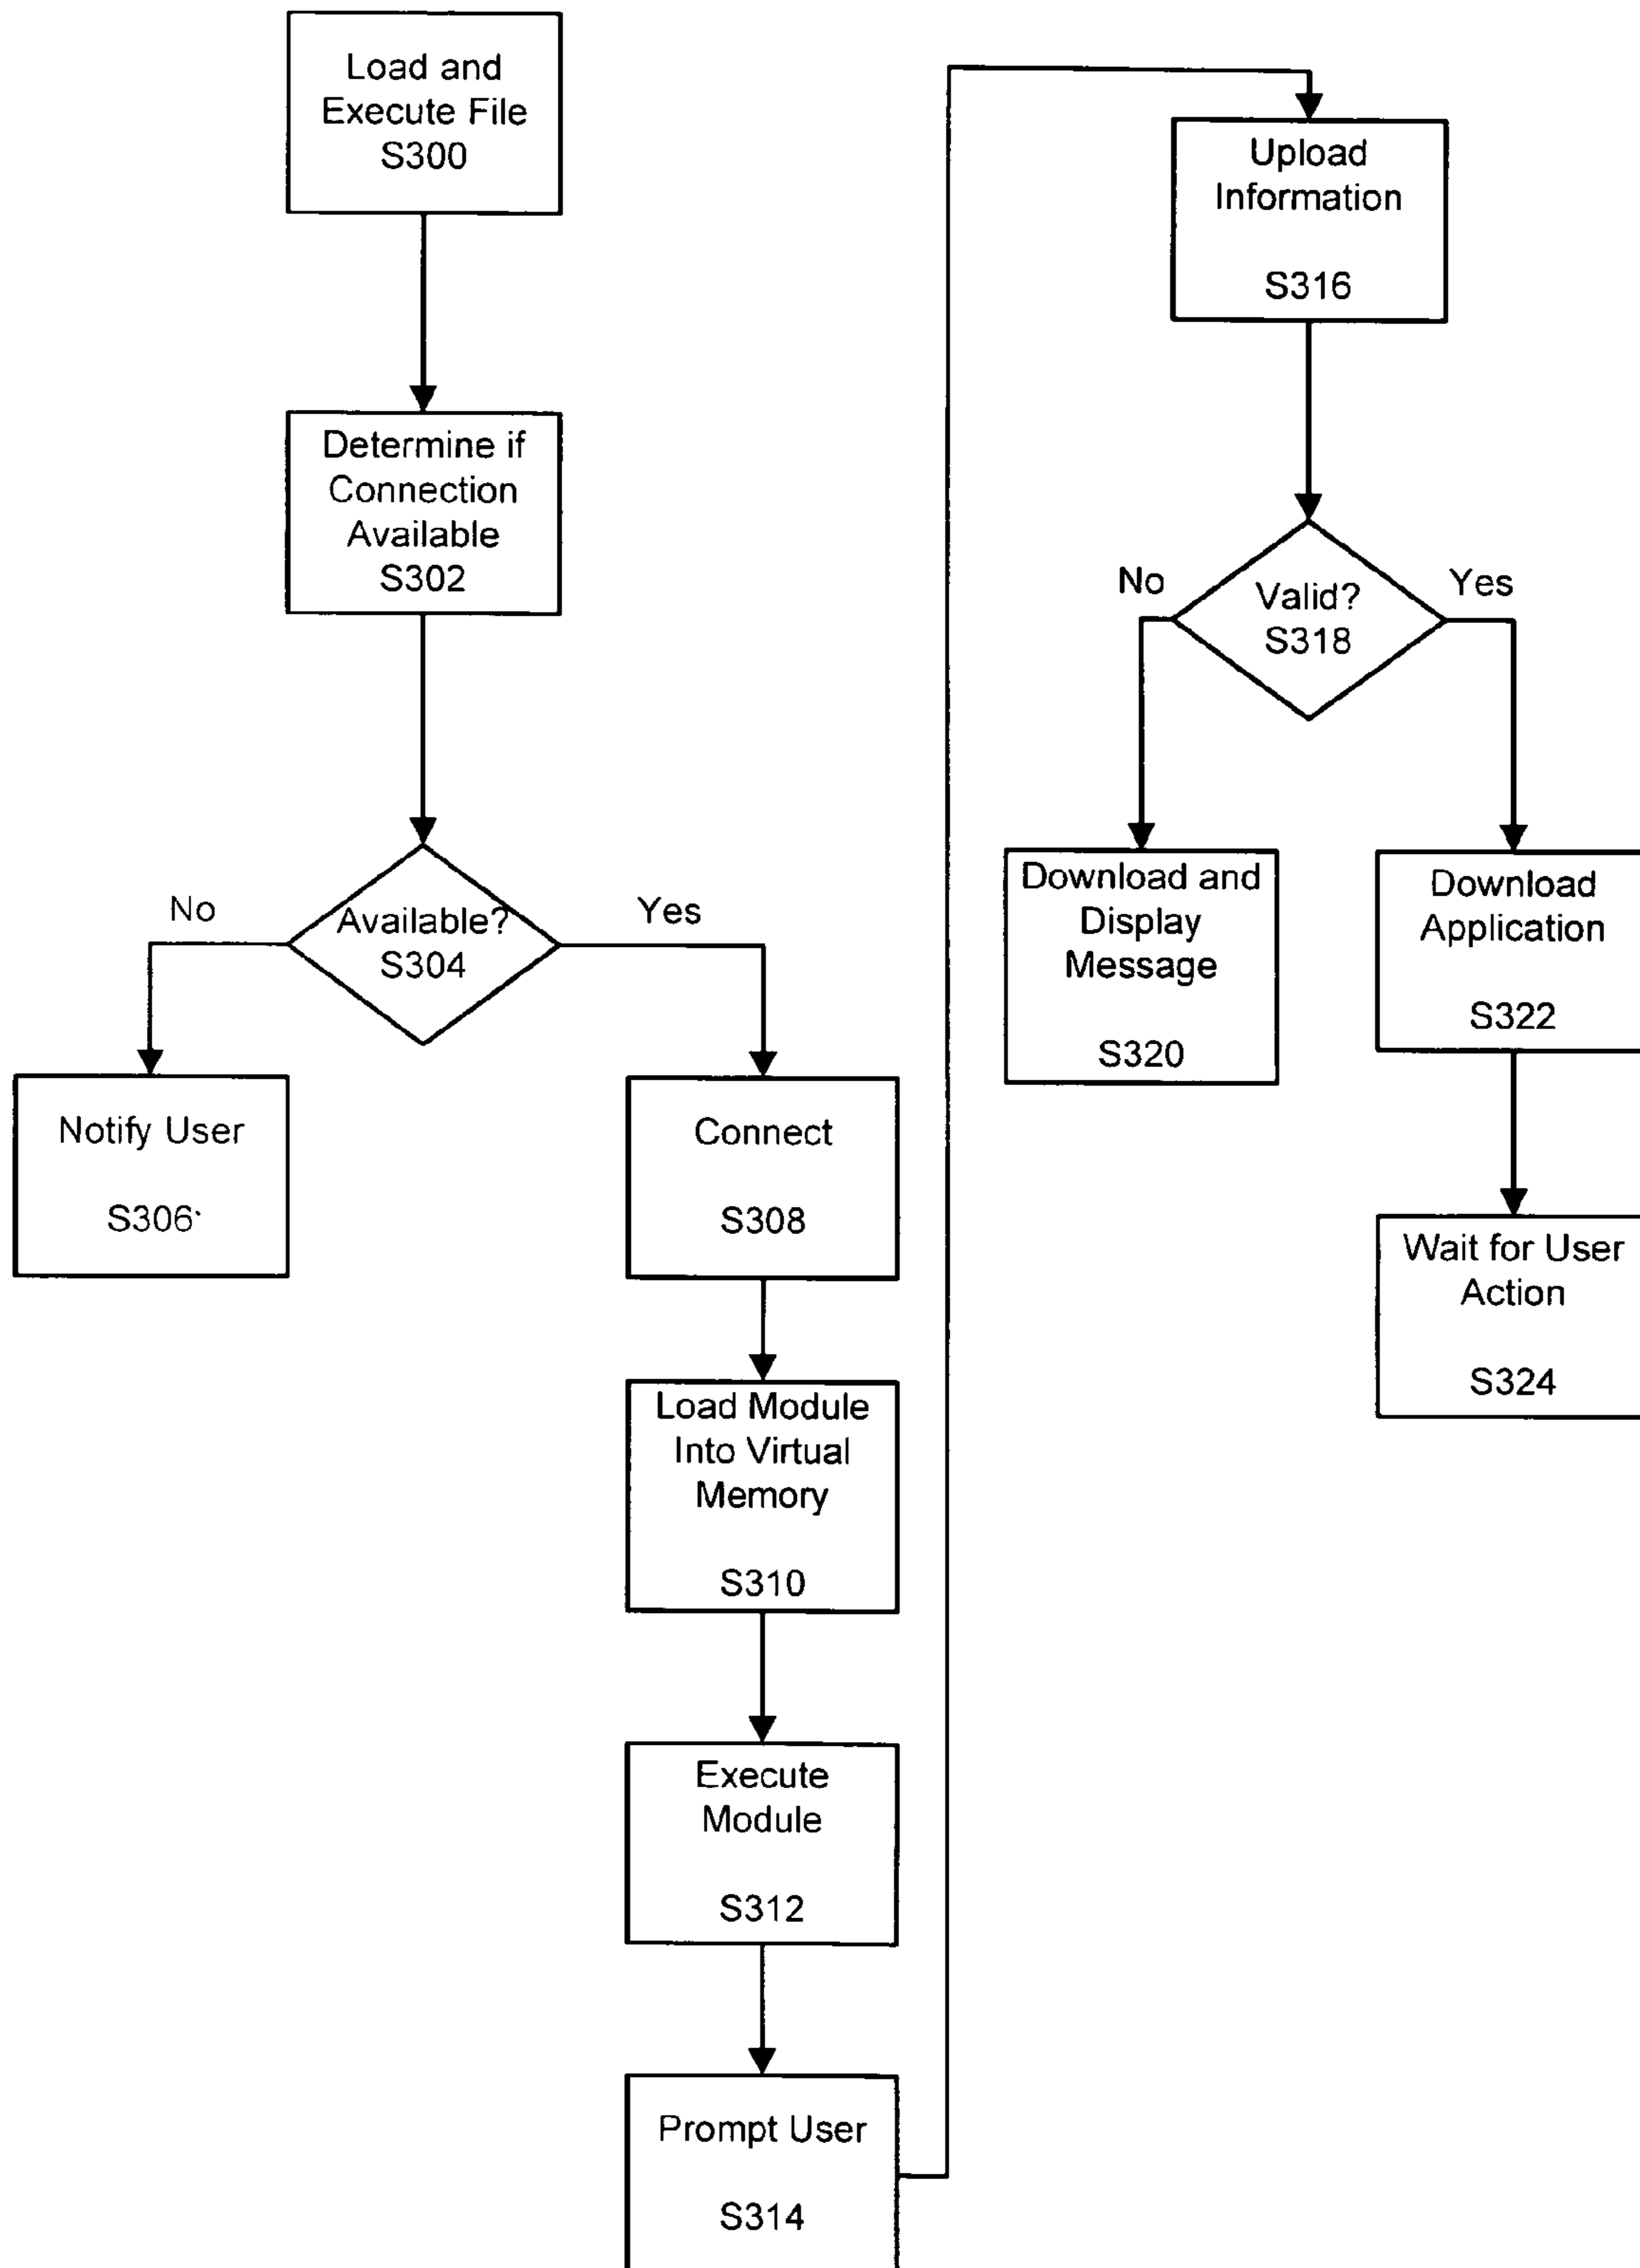 Load and
Execute File
S300
Determine if
Connection
Available
S302
No
Available?
S304
Yes
Notify User
S306
Connect
S308
Load Module
Into Virtual
Memory
S310
Execute
Module
S312
Prompt User
S314
Upload
Information
S316
No
Valid?
S318
Yes
Download and
Display
Message
S320
Download
Application
S322
Wait for User
Action
S324